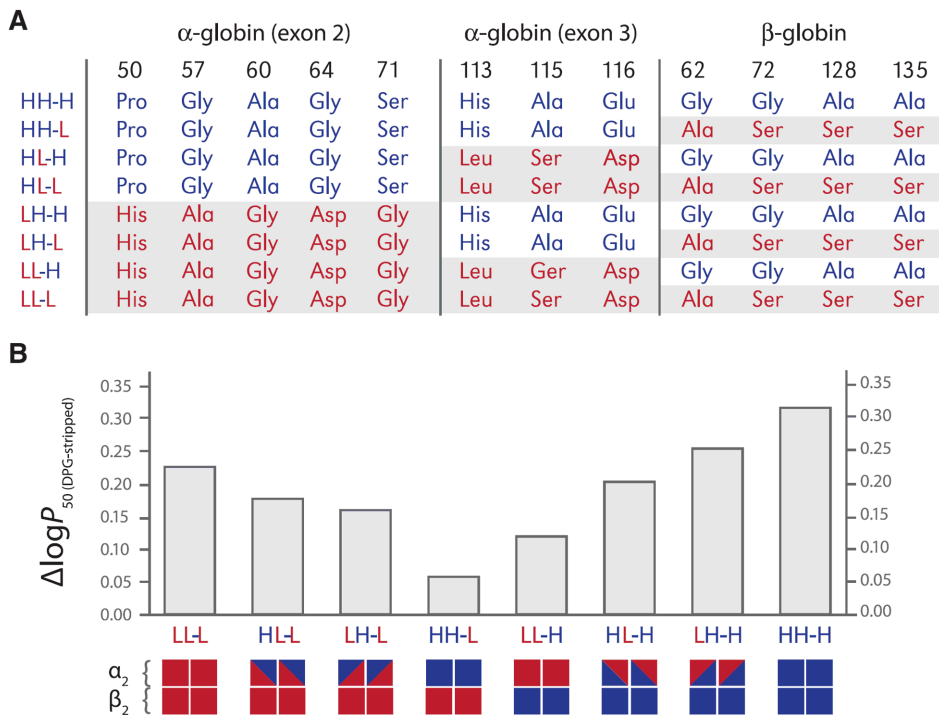 A
α-globin (exon 2) α-globin (exon 3) β-globin
50 57 60 64 71 113 115 116 62 72 128 135
HH-H Pro Gly Ala Gly Ser His Ala Glu Gly Gly Ala Ala
HH-L Pro Gly Ala Gly Ser His Ala Glu Ala Ser Ser Ser
HL-H Pro Gly Ala Gly Ser Leu Ser Asp Gly Gly Ala Ala
HL-L Pro Gly Ala Gly Ser Leu Ser Asp Ala Ser Ser Ser
LH-H His Ala Gly Asp Gly His Ala Glu Gly Gly Ala Ala
LH-L His Ala Gly Asp Gly His Ala Glu Ala Ser Ser Ser
LL-H His Ala Gly Asp Gly Leu Ger Asp Gly Gly Ala Ala
LL-L His Ala Gly Asp Gly Leu Ser Asp Ala Ser Ser Ser
B
ΔlogP50 (DPG-stripped)
0.35 0.35
0.30 0.30
0.25 0.25
0.20 0.20
0.15 0.15
0.10 0.10
0.05 0.05
0.00 0.00
LL-L HL-L LH-L HH-L LL-H HL-H LH-H HH-H
α2 {
β2 {